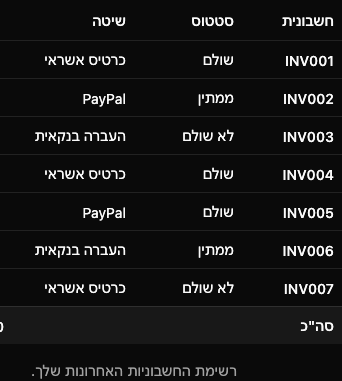 חשבונית סטטוס שיטה
INV001 שולם כרטיס אשראי
INV002 ממתין PayPal
INV003 לא שולם העברה בנקאית
INV004 שולם כרטיס אשראי
INV005 שולם PayPal
INV006 ממתין העברה בנקאית
INV007 לא שולם כרטיס אשראי
סה"כ
רשימת החשבוניות האחרונות שלך.